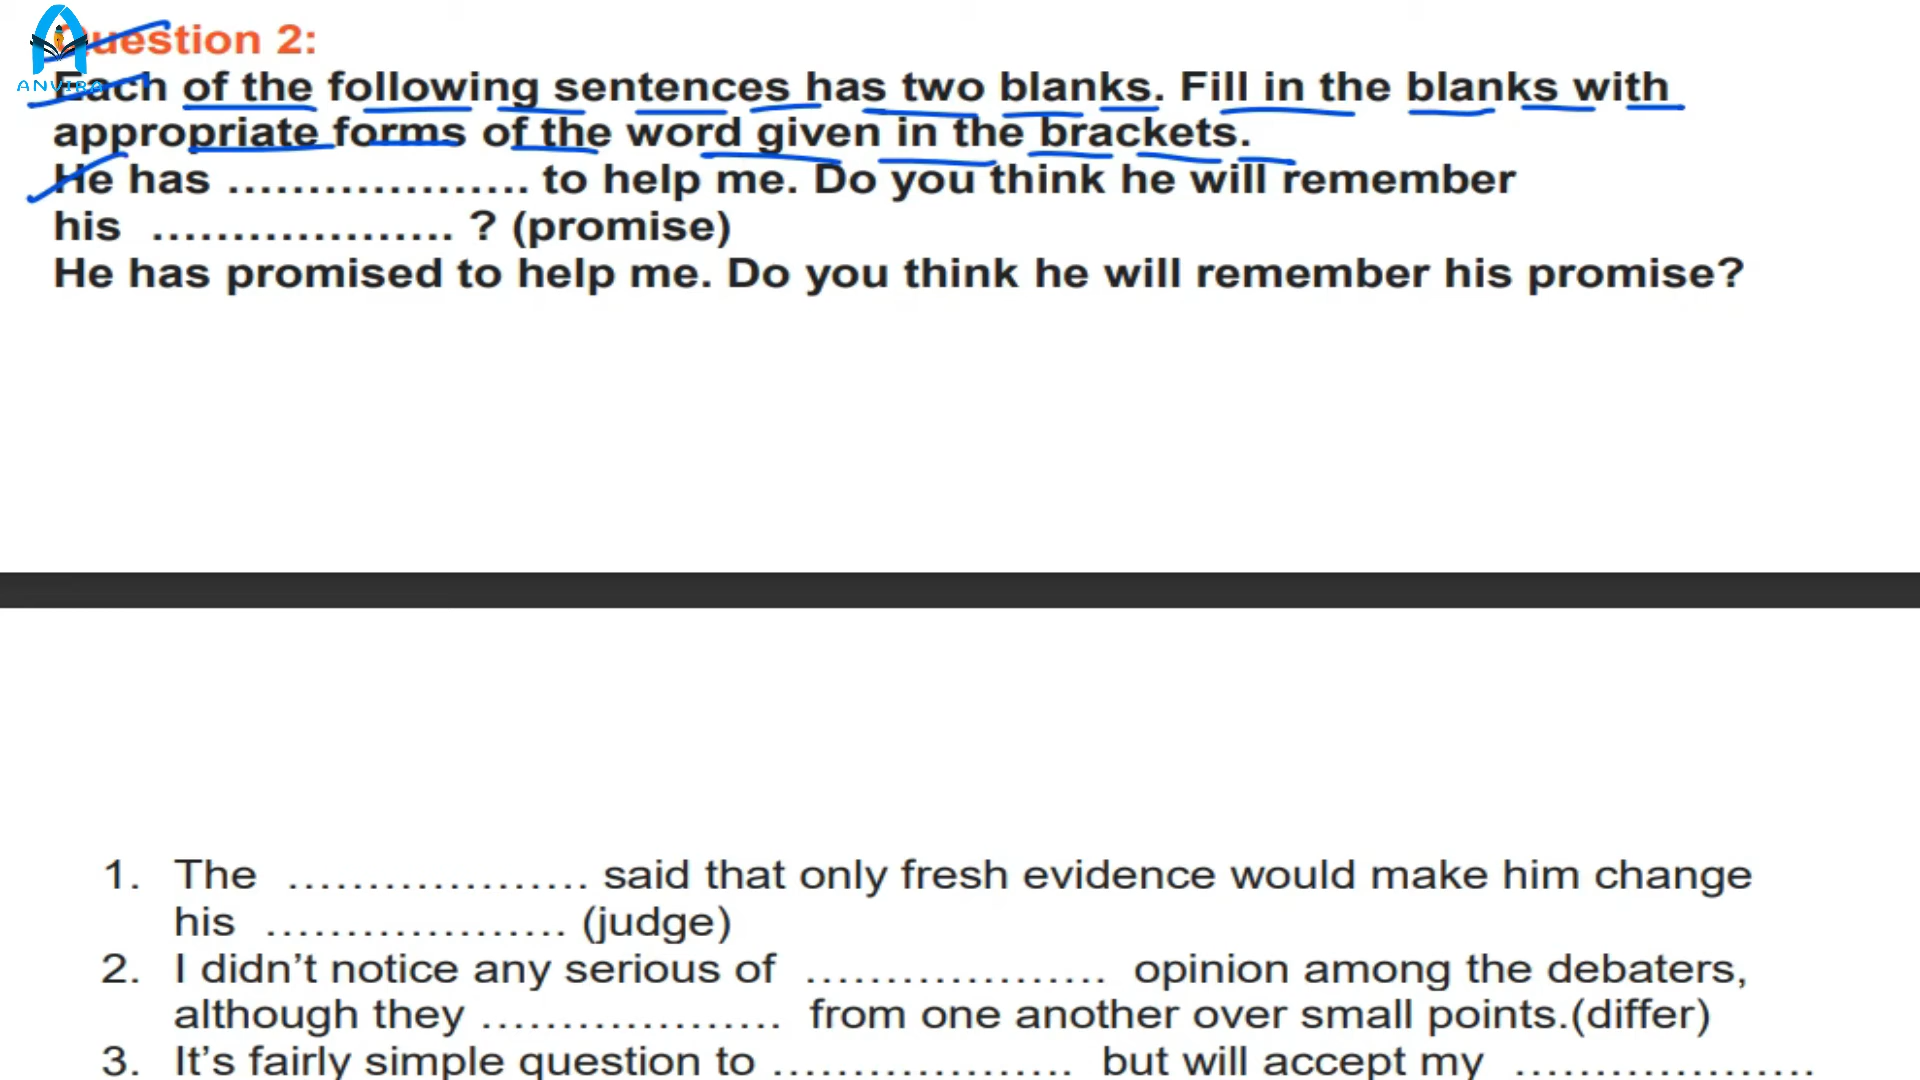 Question 2:
ANVIRA
Each of the following sentences has two blanks. Fill in the blanks with
appropriate forms of the word given in the brackets.
He has ................... to help me. Do you think he will remember
his ................... ? (promise)
He has promised to help me. Do you think he will remember his promise?
1. The ................... said that only fresh evidence would make him change
his ................... (judge)
2. I didn’t notice any serious of ................... opinion among the debaters,
although they ................... from one another over small points.(differ)
3. It’s fairly simple question to ................... but will accept my ...................